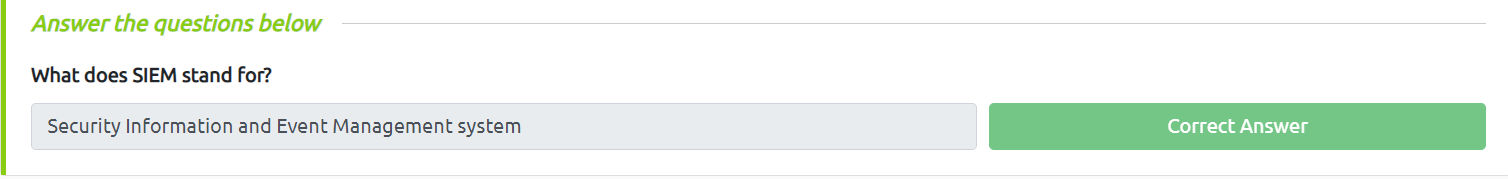 Answer the questions below
What does SIEM stand for?
Security Information and Event Management system
Correct Answer